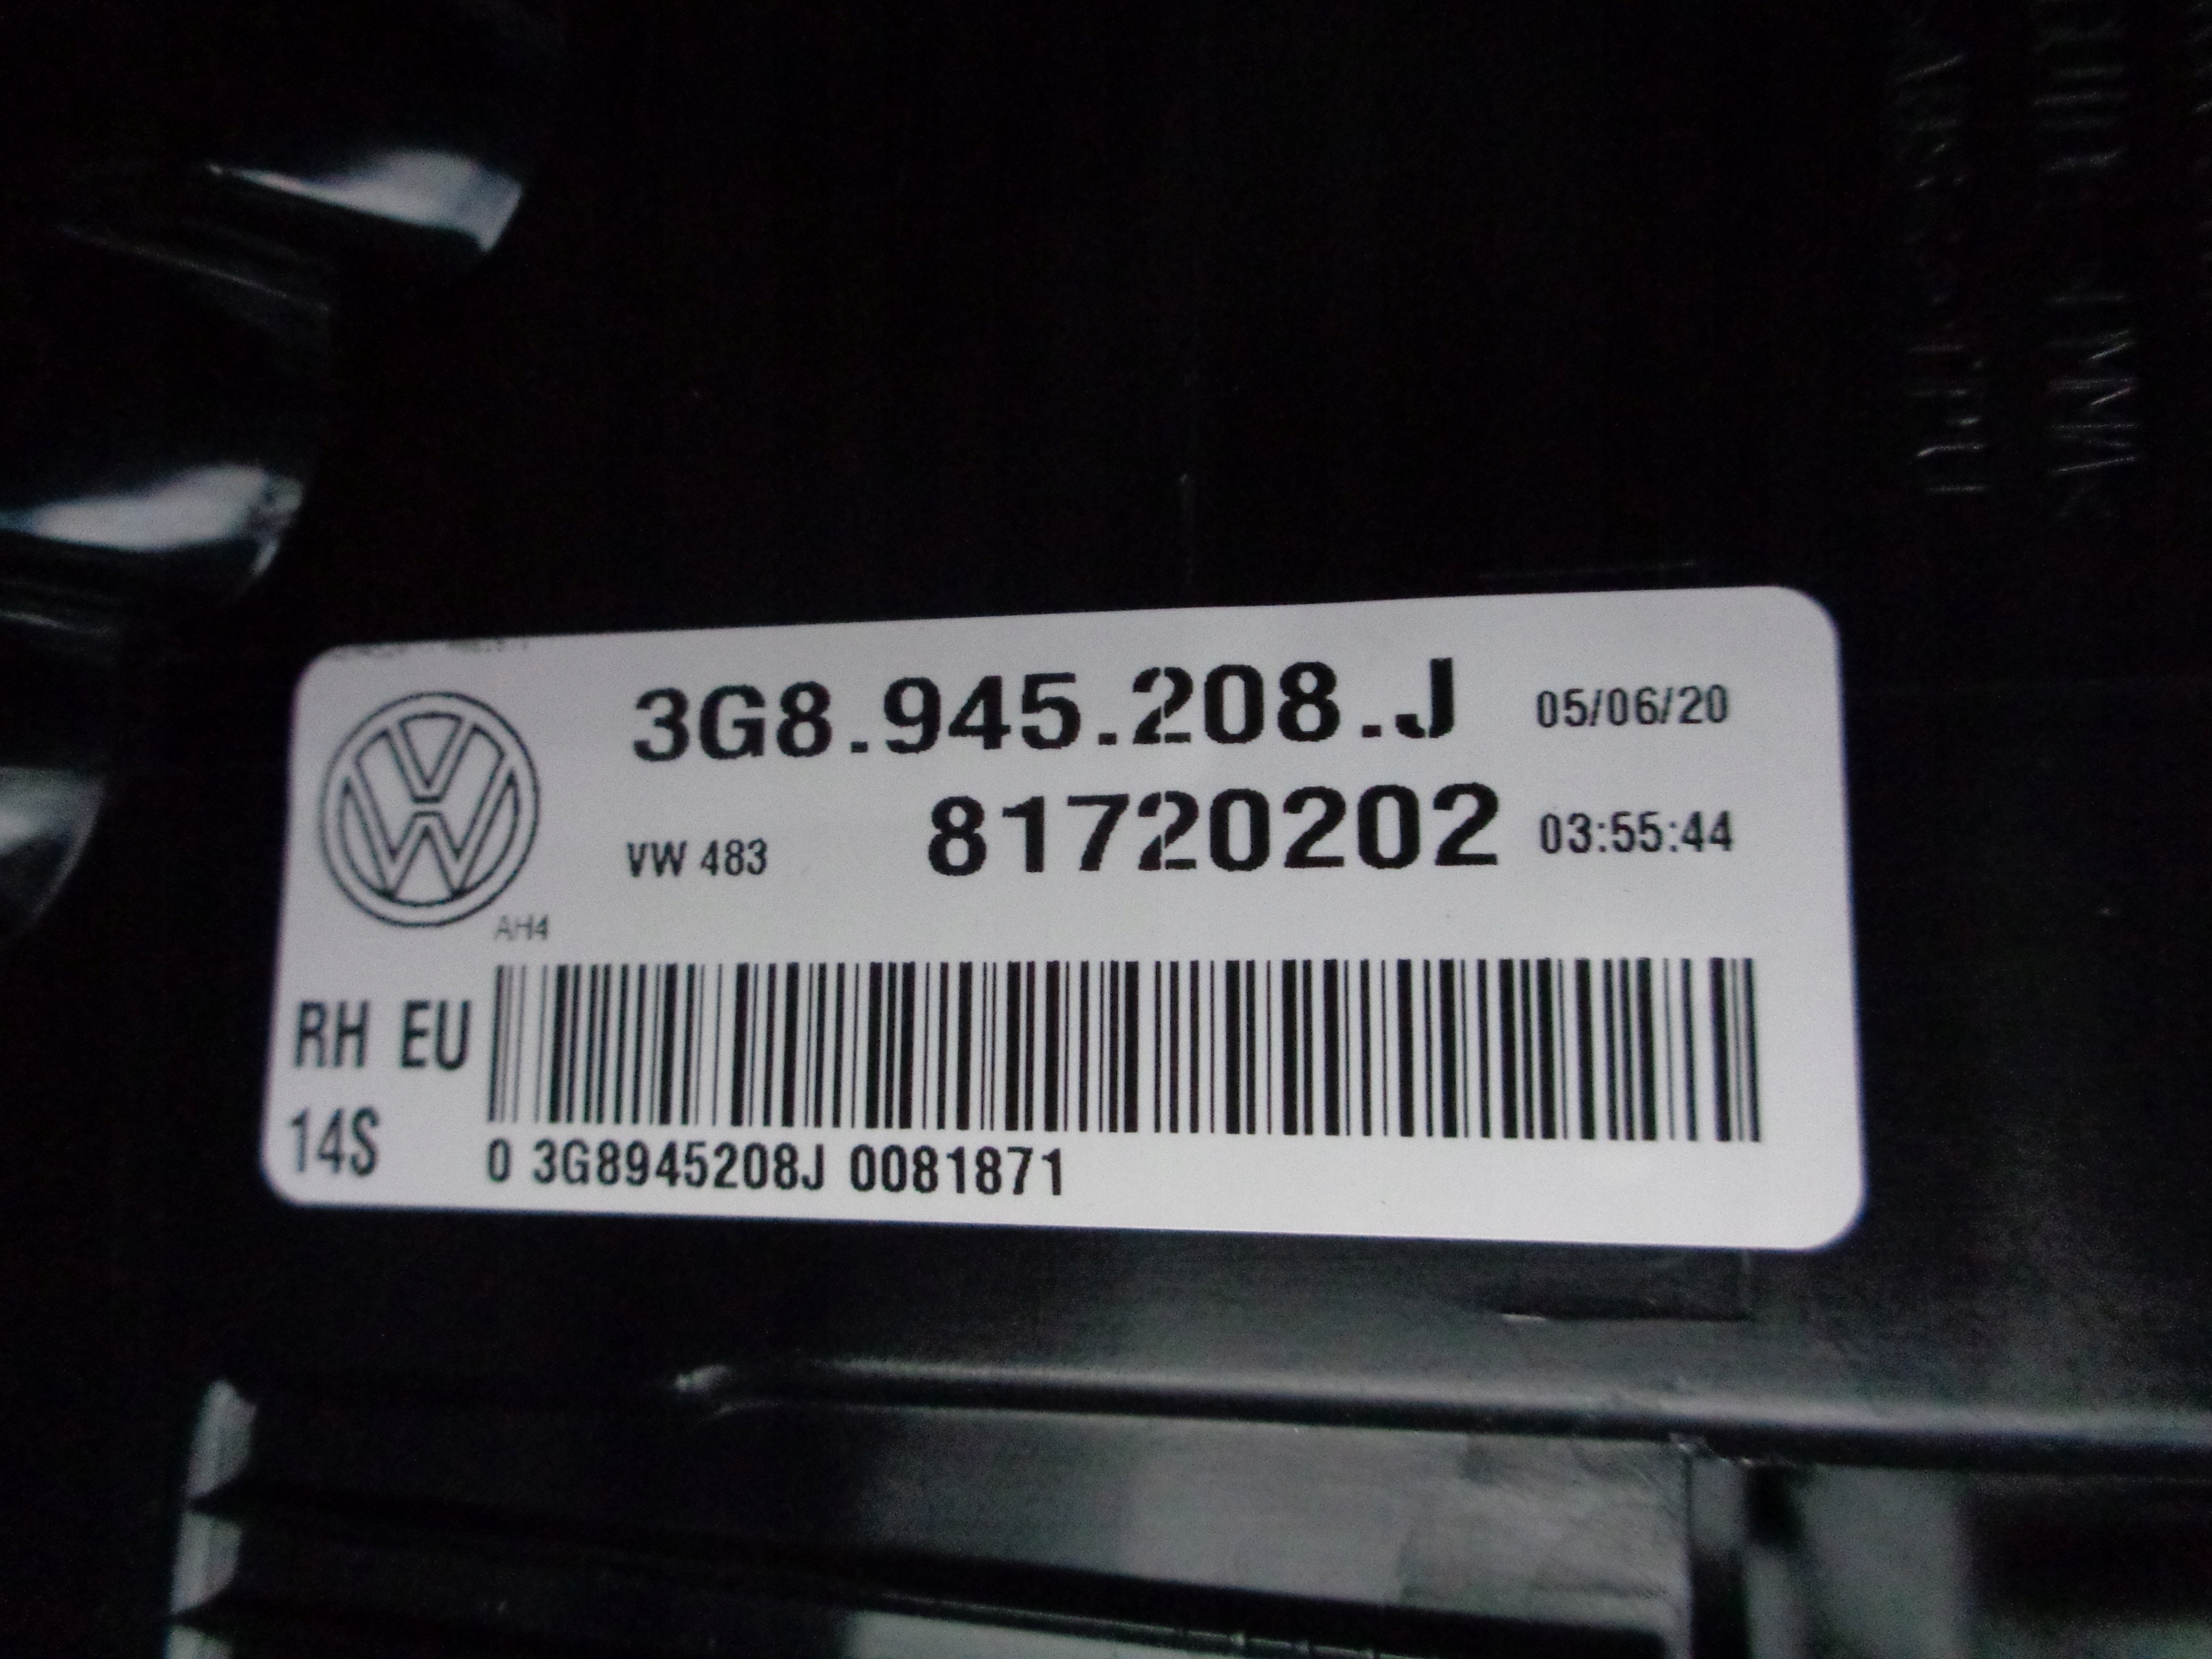 3G8.945.208.J 05/06/20
VW 483 81720202 03:55:44
AH4
RH EU
14S
0 3G8945208J 0081871